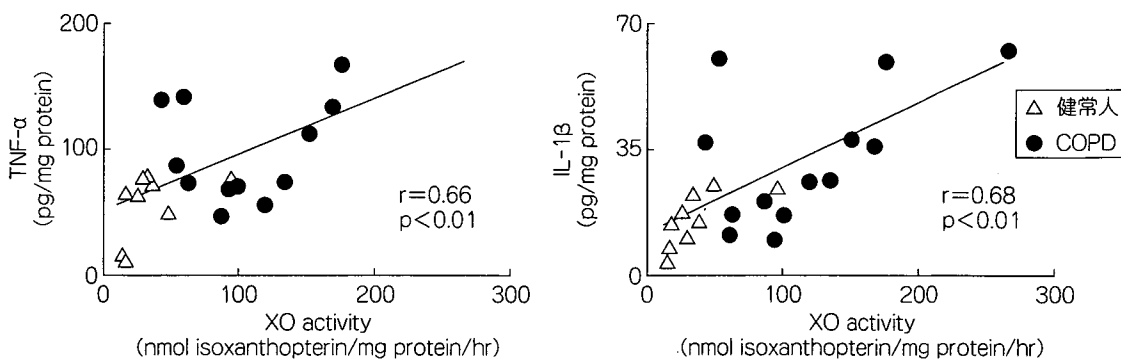 200
100
0
TNF-α
(pg/mg protein)
r=0.66
p<0.01
0
100
200
300
XO activity
(nmol isoxanthopterin/mg protein/hr)
70
35
0
IL-1β
(pg/mg protein)
r=0.68
p<0.01
0
100
200
300
XO activity
(nmol isoxanthopterin/mg protein/hr)
△ 健常人
● COPD